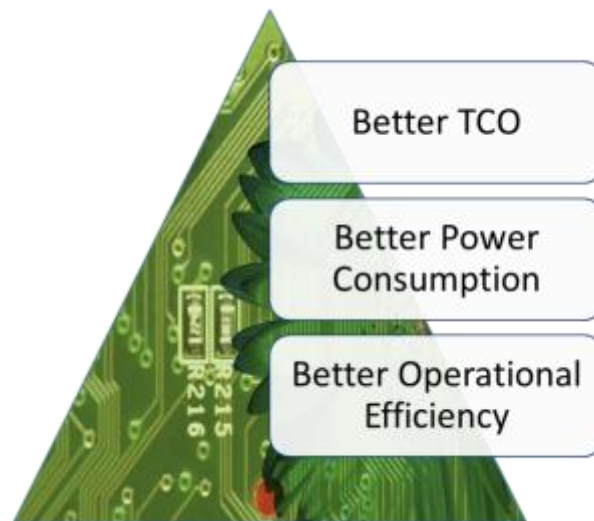 Better TCO
Better Power
Consumption
Better Operational
Efficiency
R216
R215